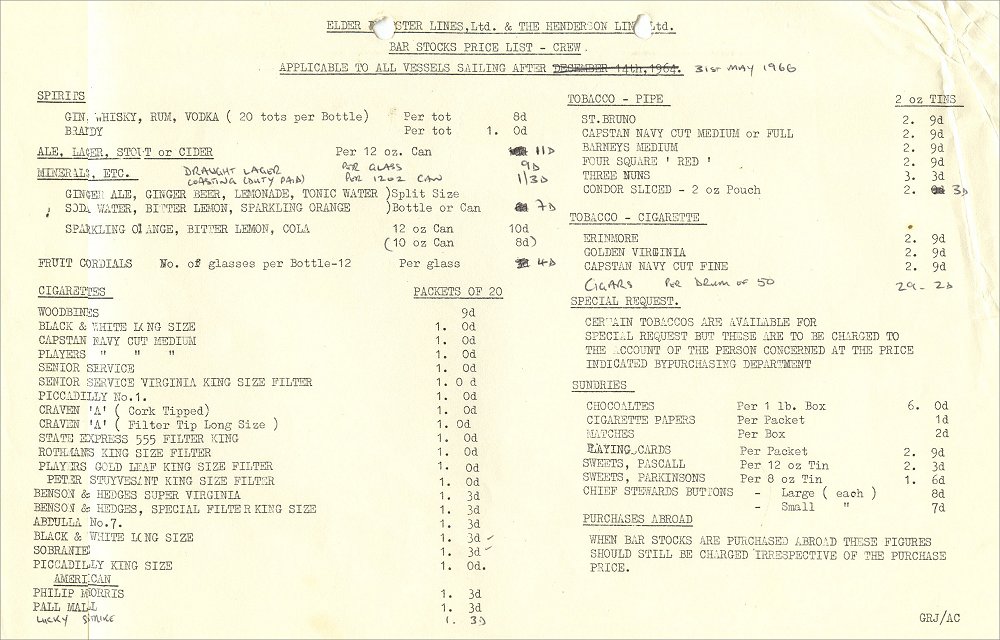 ELDER STER LINES,Ltd. & THE HENDERSON LIN Ltd.
BAR STOCKS PRICE LIST - CREW.
APPLICABLE TO ALL VESSELS SAILING AFTER DECEMBER 14th,1964. 31st MAY 1966
SPIRITS
GIN, WHISKY, RUM, VODKA ( 20 tots per Bottle) Per tot 8d
BRANDY Per tot 1. 0d
ALE, LAGER, STOUT or CIDER Per 12 oz. Can 11D
MINERALS, ETC. DRAUGHT LAGER PER GLASS 9D
COASTING (DUTY PAID) PER 12OZ CAN 1/3D
GINGER ALE, GINGER BEER, LEMONADE, TONIC WATER )Split Size
SODA WATER, BITTER LEMON, SPARKLING ORANGE )Bottle or Can 7D
SPARKLING ORANGE, BITTER LEMON, COLA 12 oz Can 10d
(10 oz Can 8d)
FRUIT CORDIALS No. of glasses per Bottle-12 Per glass 4D
CIGARETTES PACKETS OF 20
WOODBINES 9d
BLACK & WHITE LONG SIZE 1. 0d
CAPSTAN NAVY CUT MEDIUM 1. 0d
PLAYERS " " " 1. 0d
SENIOR SERVICE 1. 0d
SENIOR SERVICE VIRGINIA KING SIZE FILTER 1. 0 d
PICCADILLY No.1. 1. 0d
CRAVEN 'A' ( Cork Tipped) 1. 0d
CRAVEN 'A' ( Filter Tip Long Size ) 1. 0d
STATE EXPRESS 555 FILTER KING 1. 0d
ROTHMANS KING SIZE FILTER 1. 0d
PLAYERS GOLD LEAF KING SIZE FILTER 1. 0d
PETER STUYVESANT KING SIZE FILTER 1. 0d
BENSON & HEDGES SUPER VIRGINIA 1. 3d
BENSON & HEDGES, SPECIAL FILTER KING SIZE 1. 3d
ABDULLA No.7. 1. 3d
BLACK & WHITE LONG SIZE 1. 3d
SOBRANIE 1. 3d
PICCADILLY KING SIZE 1. 0d.
AMERICAN
PHILIP MORRIS 1. 3d
PALL MALL 1. 3d
LUCKY STRIKE 1. 3D
TOBACCO - PIPE 2 oz TINS
ST.BRUNO 2. 9d
CAPSTAN NAVY CUT MEDIUM or FULL 2. 9d
BARNEYS MEDIUM 2. 9d
FOUR SQUARE ' RED ' 2. 9d
THREE NUNS 3. 3d
CONDOR SLICED - 2 oz Pouch 2. 3D
TOBACCO - CIGARETTE
ERINMORE 2. 9d
GOLDEN VIRGINIA 2. 9d
CAPSTAN NAVY CUT FINE 2. 9d
CIGARS PER DRUM OF 50 29-2D
SPECIAL REQUEST.
CERTAIN TOBACCOS ARE AVAILABLE FOR
SPECIAL REQUEST BUT THESE ARE TO BE CHARGED TO
THE ACCOUNT OF THE PERSON CONCERNED AT THE PRICE
INDICATED BYPURCHASING DEPARTMENT
SUNDRIES
CHOCOALTES Per 1 lb. Box 6. 0d
CIGARETTE PAPERS Per Packet 1d
MATCHES Per Box 2d
PLAYING CARDS Per Packet 2. 9d
SWEETS, PASCALL Per 12 oz Tin 2. 3d
SWEETS, PARKINSONS Per 8 oz Tin 1. 6d
CHIEF STEWARDS BUTTONS - Large ( each ) 8d
- Small " 7d
PURCHASES ABROAD
WHEN BAR STOCKS ARE PURCHASED ABROAD THESE FIGURES
SHOULD STILL BE CHARGED IRRESPECTIVE OF THE PURCHASE
PRICE.
GRJ/AC